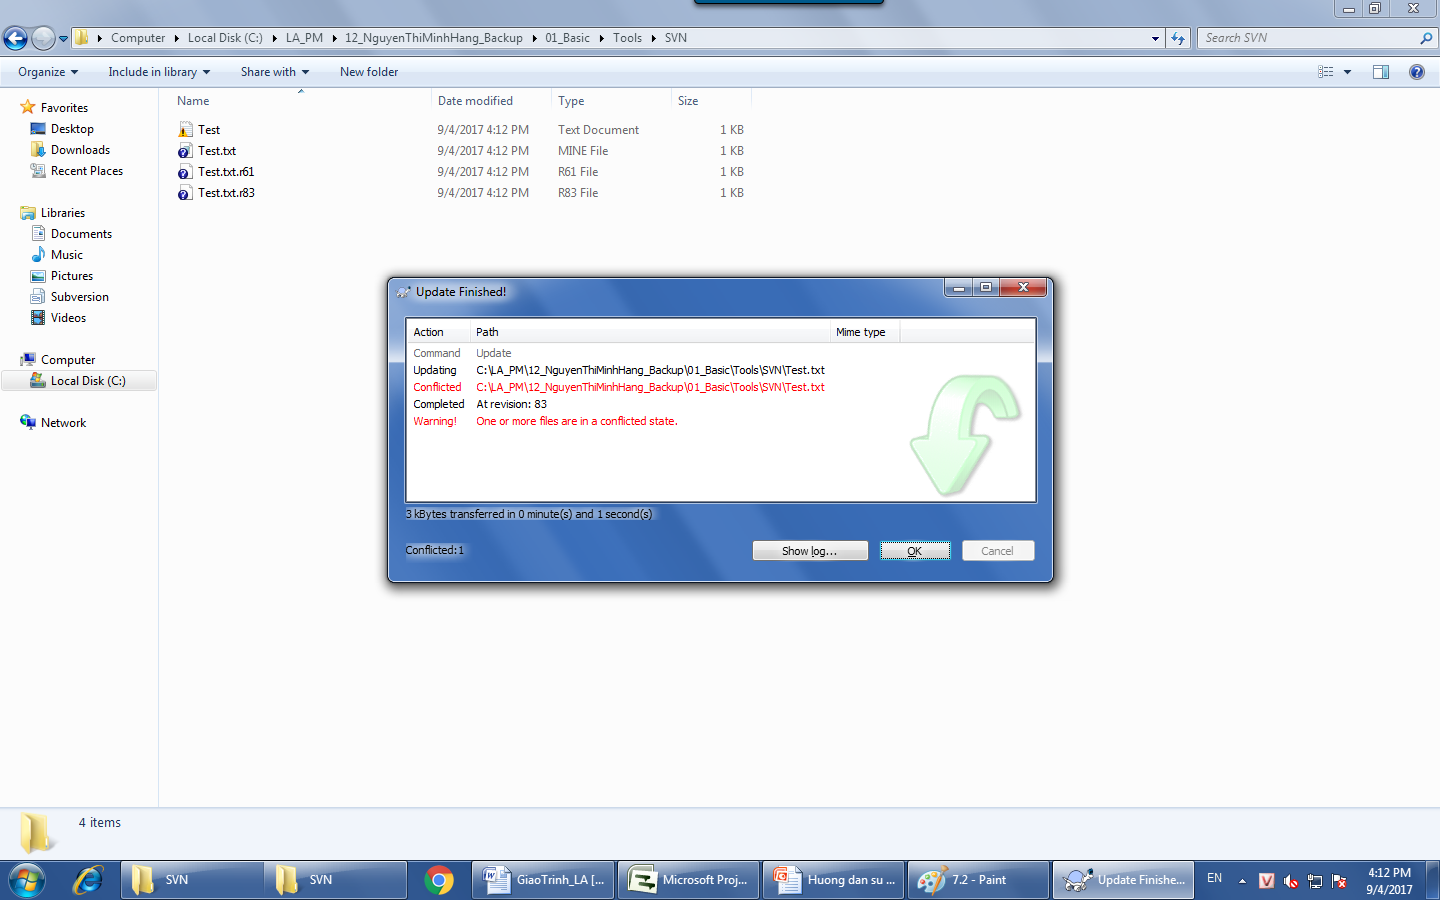 Computer Local Disk (C:) LA_PM 12_NguyenThiMinhHang_Backup 01_Basic Tools SVN
Search SVN
Organize Include in library Share with New folder
Favorites
Desktop
Downloads
Recent Places
Libraries
Documents
Music
Pictures
Subversion
Videos
Computer
Local Disk (C:)
Network
Name Date modified Type Size
Test 9/4/2017 4:12 PM Text Document 1 KB
Test.txt 9/4/2017 4:12 PM MINE File 1 KB
Test.txt.r61 9/4/2017 4:12 PM R61 File 1 KB
Test.txt.r83 9/4/2017 4:12 PM R83 File 1 KB
Update Finished!
Action Path Mime type
Command Update
Updating C:\LA_PM\12_NguyenThiMinhHang_Backup\01_Basic\Tools\SVN\Test.txt
Conflicted C:\LA_PM\12_NguyenThiMinhHang_Backup\01_Basic\Tools\SVN\Test.txt
Completed At revision: 83
Warning! One or more files are in a conflicted state.
3 kBytes transferred in 0 minute(s) and 1 second(s)
Conflicted:1
Show log... OK Cancel
4 items
SVN SVN GiaoTrinh_LA [... Microsoft Proj... Huong dan su ... 7.2 - Paint Update Finishe... EN 4:12 PM
9/4/2017